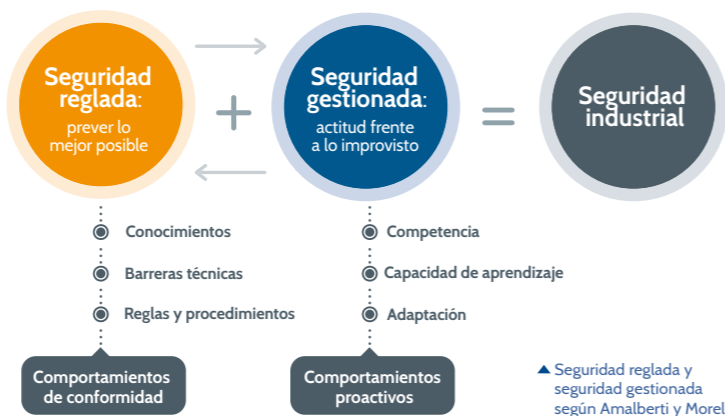 Seguridad
reglada:
prever lo
mejor posible
+
Seguridad
gestionada:
actitud frente
a lo improvisto
=
Seguridad
industrial
Conocimientos
Barreras técnicas
Reglas y procedimientos
Comportamientos
de conformidad
Competencia
Capacidad de aprendizaje
Adaptación
Comportamientos
proactivos
Seguridad reglada y
seguridad gestionada
según Amalberti y Morel